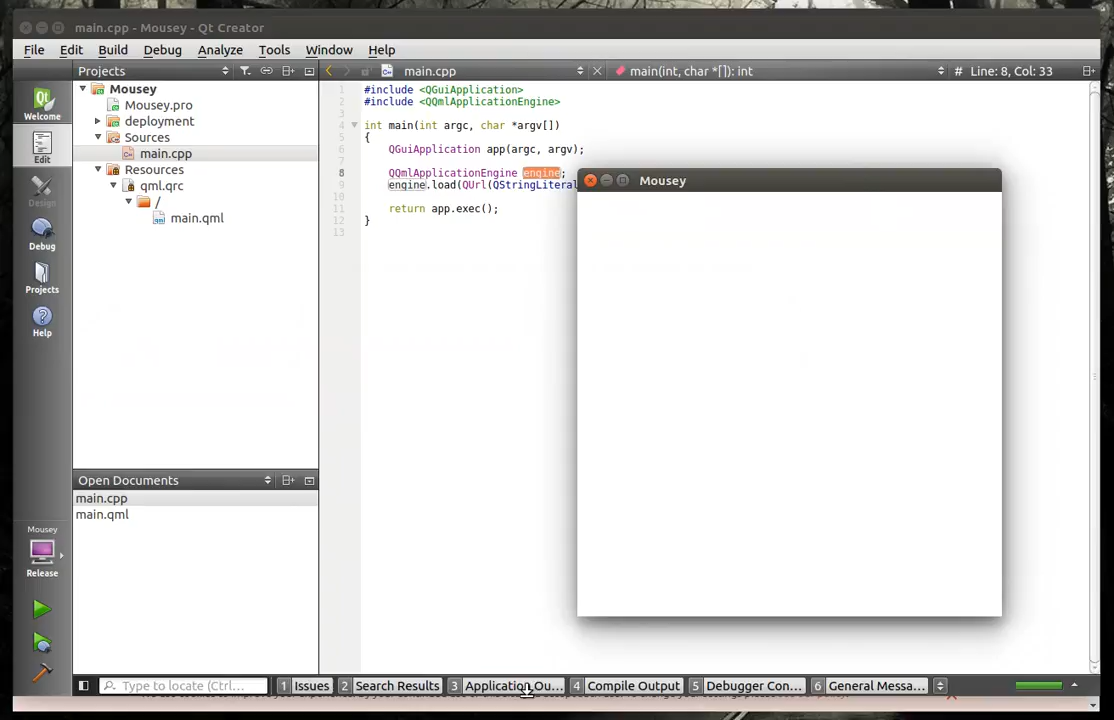 main.cpp - Mousey - Qt Creator
File Edit Build Debug Analyze Tools Window Help
Projects
main.cpp
main(int, char *[]): int
# Line: 8, Col: 33
Welcome
Edit
Design
Debug
Projects
Help
Mousey
Release
Mousey
Mousey.pro
deployment
Sources
main.cpp
Resources
qml.qrc
/
main.qml
Open Documents
main.cpp
main.qml
1 #include <QGuiApplication>
2 #include <QQmlApplicationEngine>
3
4 int main(int argc, char *argv[])
5 {
6 QGuiApplication app(argc, argv);
7
8 QQmlApplicationEngine engine;
9 engine.load(QUrl(QStringLiteral
10
11 return app.exec();
12 }
13
Mousey
Type to locate (Ctrl...
1 Issues 2 Search Results 3 Application Ou... 4 Compile Output 5 Debugger Con... 6 General Messa...